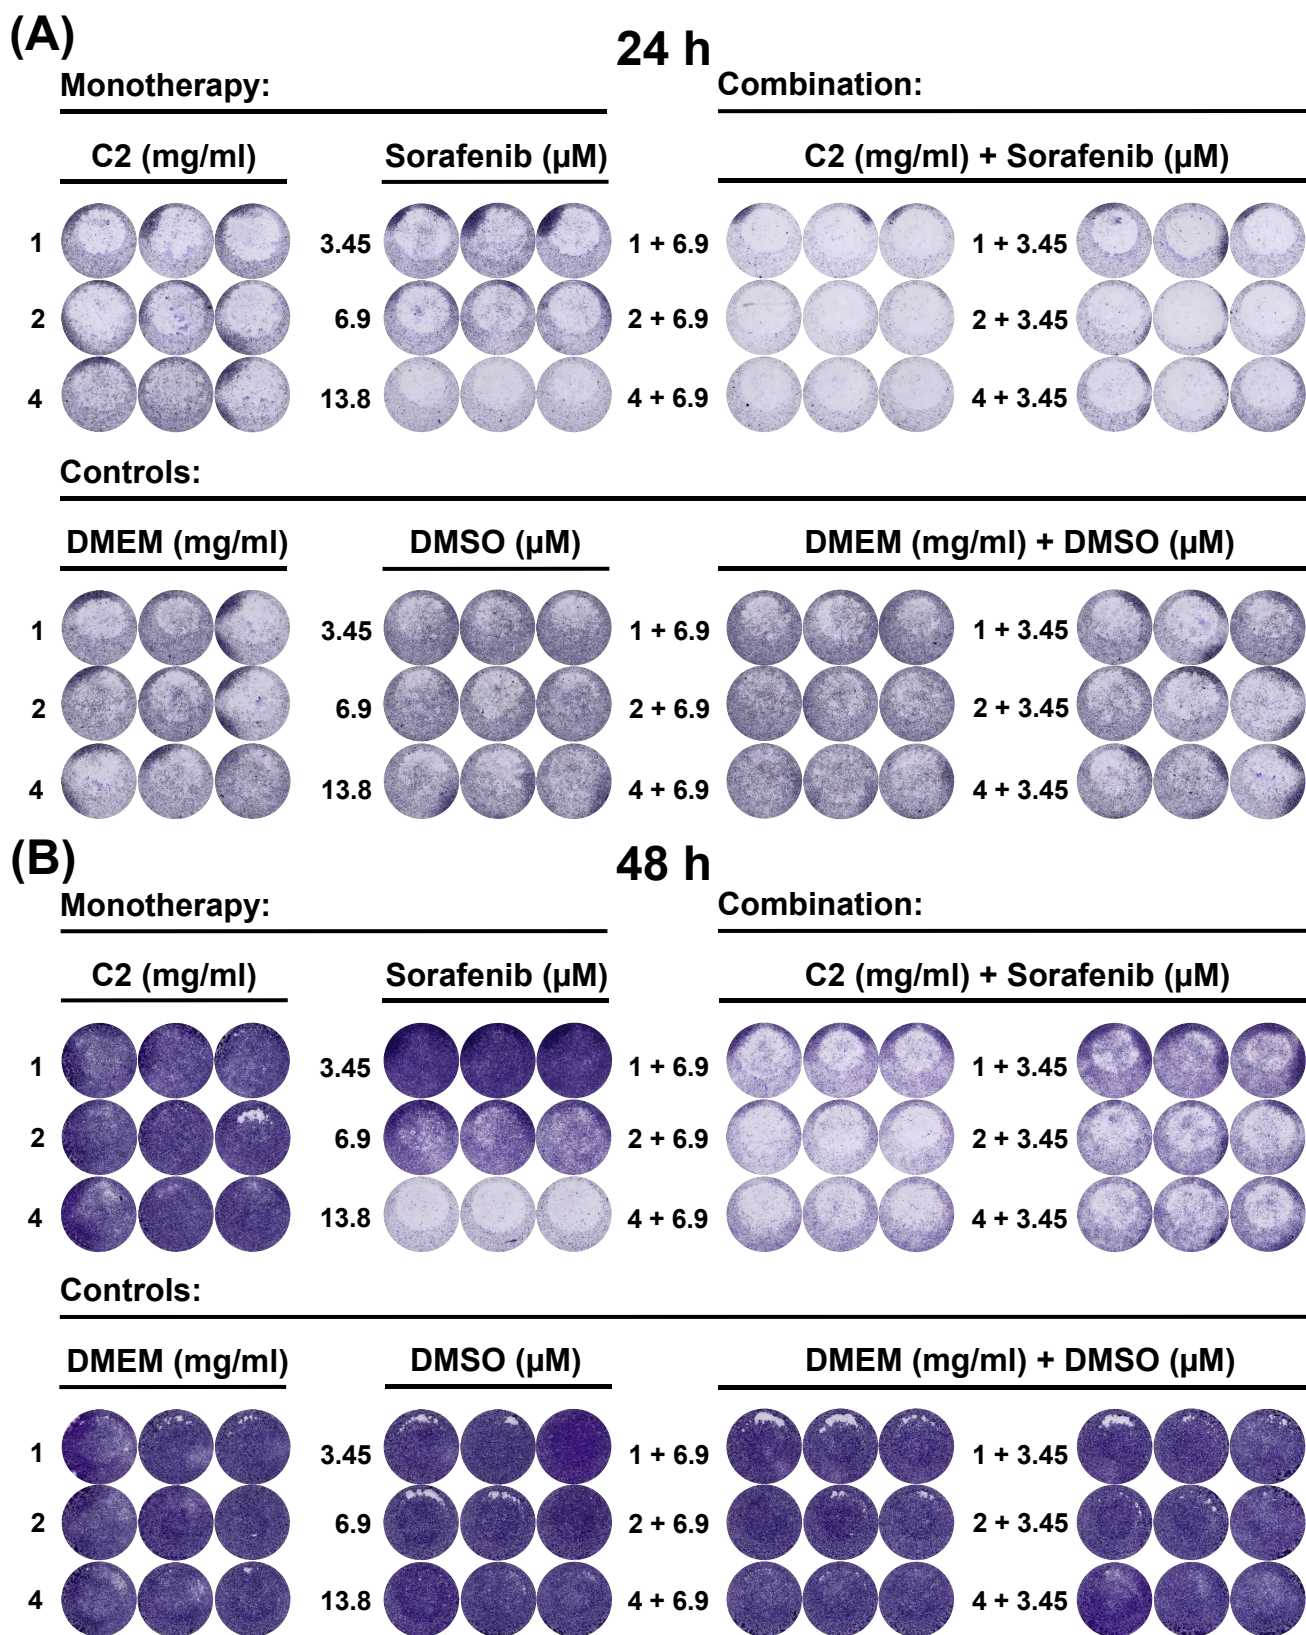 (A)
24 h
Monotherapy:
Combination:
C2 (mg/ml)
Sorafenib (µM)
C2 (mg/ml) + Sorafenib (µM)
1
3.45
1 + 6.9
1 + 3.45
2
6.9
2 + 6.9
2 + 3.45
4
13.8
4 + 6.9
4 + 3.45
Controls:
DMEM (mg/ml)
DMSO (µM)
DMEM (mg/ml) + DMSO (µM)
1
3.45
1 + 6.9
1 + 3.45
2
6.9
2 + 6.9
2 + 3.45
4
13.8
4 + 6.9
4 + 3.45
(B)
48 h
Monotherapy:
Combination:
C2 (mg/ml)
Sorafenib (µM)
C2 (mg/ml) + Sorafenib (µM)
1
3.45
1 + 6.9
1 + 3.45
2
6.9
2 + 6.9
2 + 3.45
4
13.8
4 + 6.9
4 + 3.45
Controls:
DMEM (mg/ml)
DMSO (µM)
DMEM (mg/ml) + DMSO (µM)
1
3.45
1 + 6.9
1 + 3.45
2
6.9
2 + 6.9
2 + 3.45
4
13.8
4 + 6.9
4 + 3.45